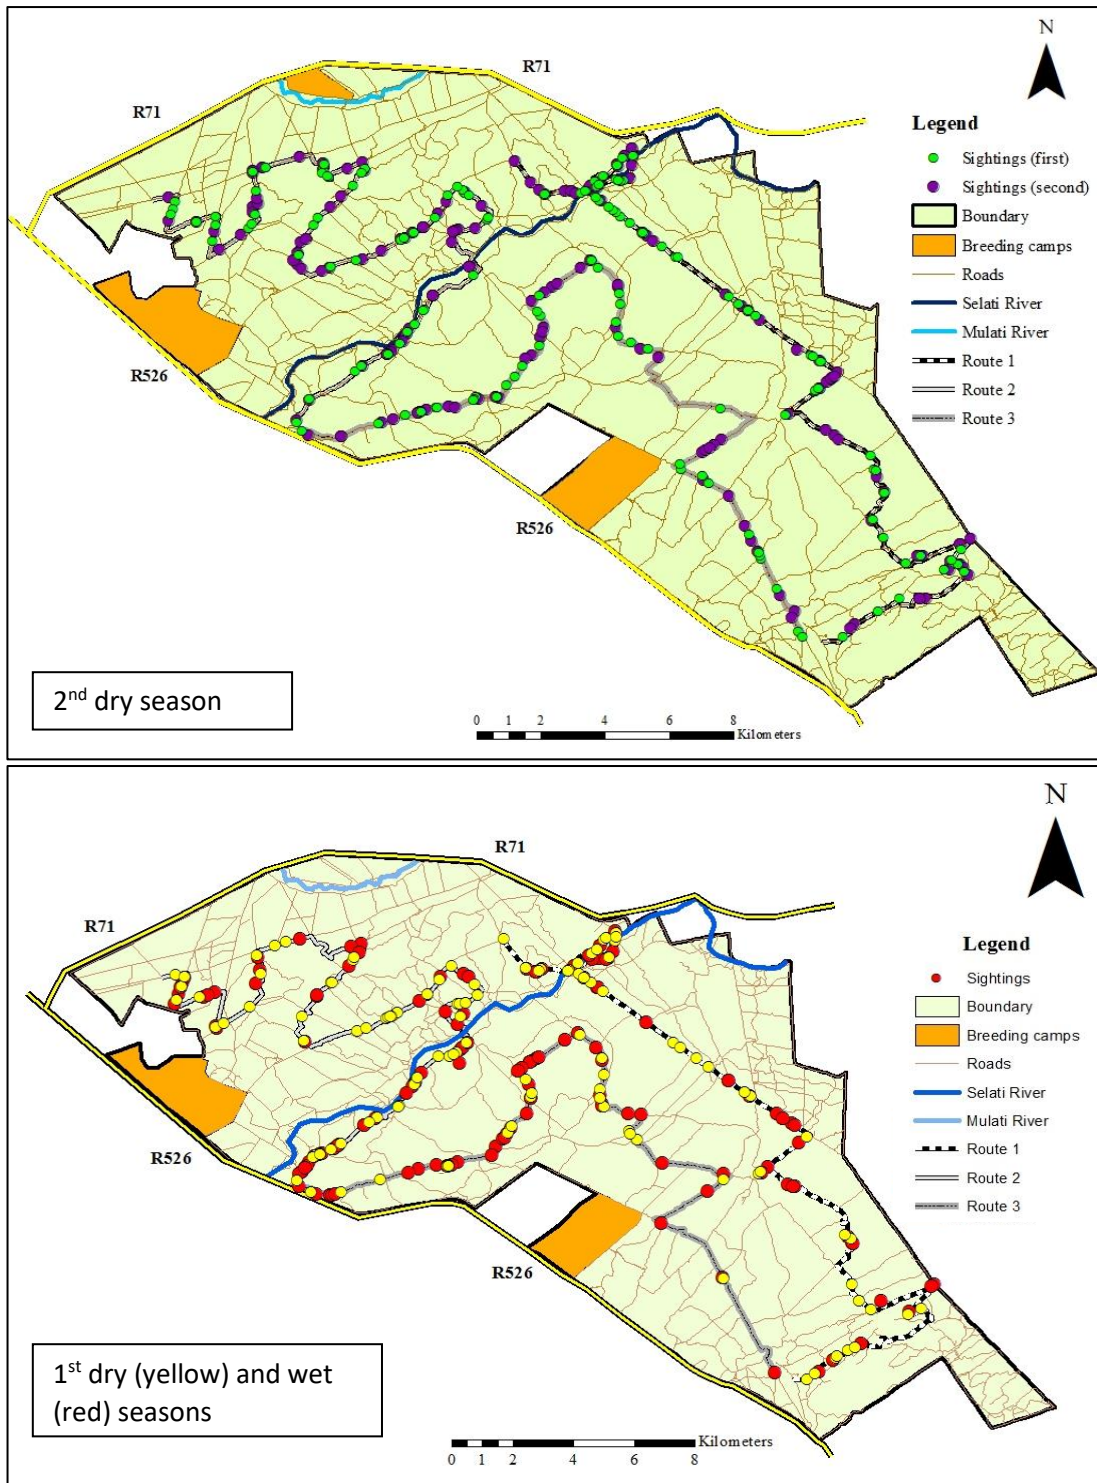 R71
R71
N
Legend
Sightings (first)
Sightings (second)
Boundary
Breeding camps
Roads
Selati River
Mulati River
Route 1
Route 2
Route 3
R526
R526
2nd dry season
0 1 2 4 6 8
Kilometers
N
R71
R71
Legend
Sightings
Boundary
Breeding camps
Roads
Selati River
Mulati River
Route 1
Route 2
Route 3
R526
R526
1st dry (yellow) and wet
(red) seasons
Kilometers
0 1 2 4 6 8